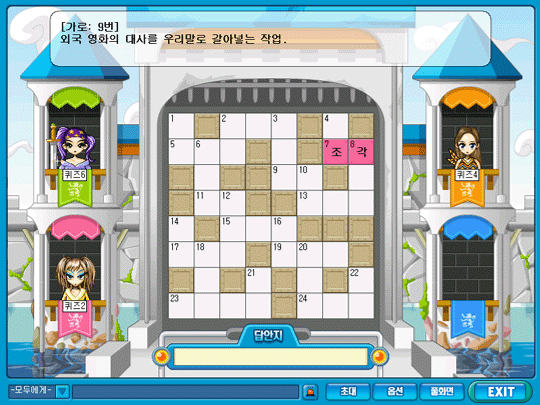 [가로: 9번]
외국 영화의 대사를 우리말로 갈아넣는 작업.
1 2 3 4
5 6 7 조 8 각
9 10
11 12 13
14 15 16
17 18 19 20
21 22
23 24
퀴즈6
퀴즈4
퀴즈2
답안지
-모두에게-
초대
옵션
풀화면
EXIT